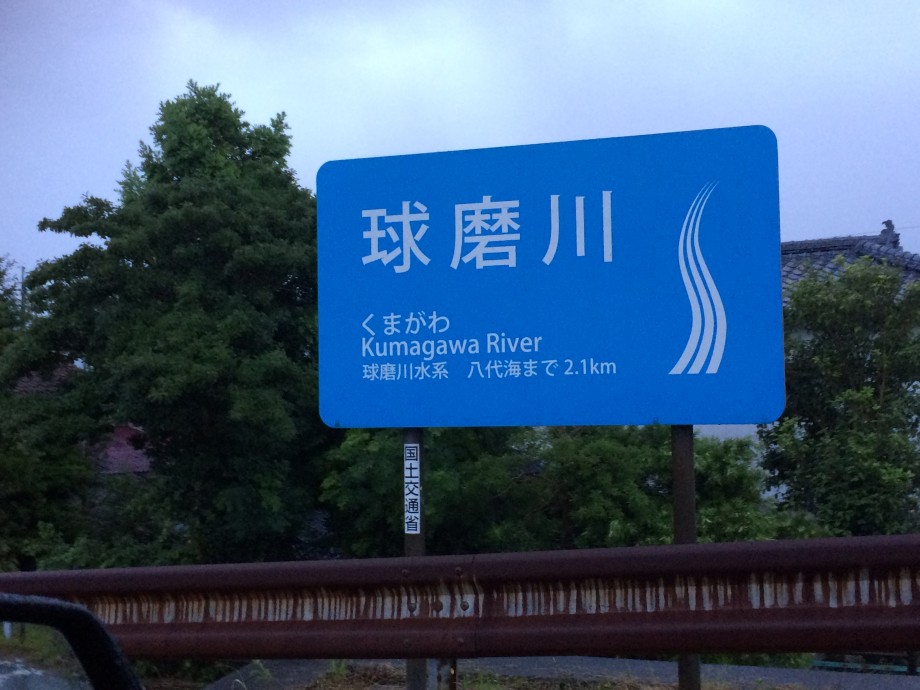 球磨川
くまがわ
Kumagawa River
球磨川水系　八代海まで 2.1km
国土交通省